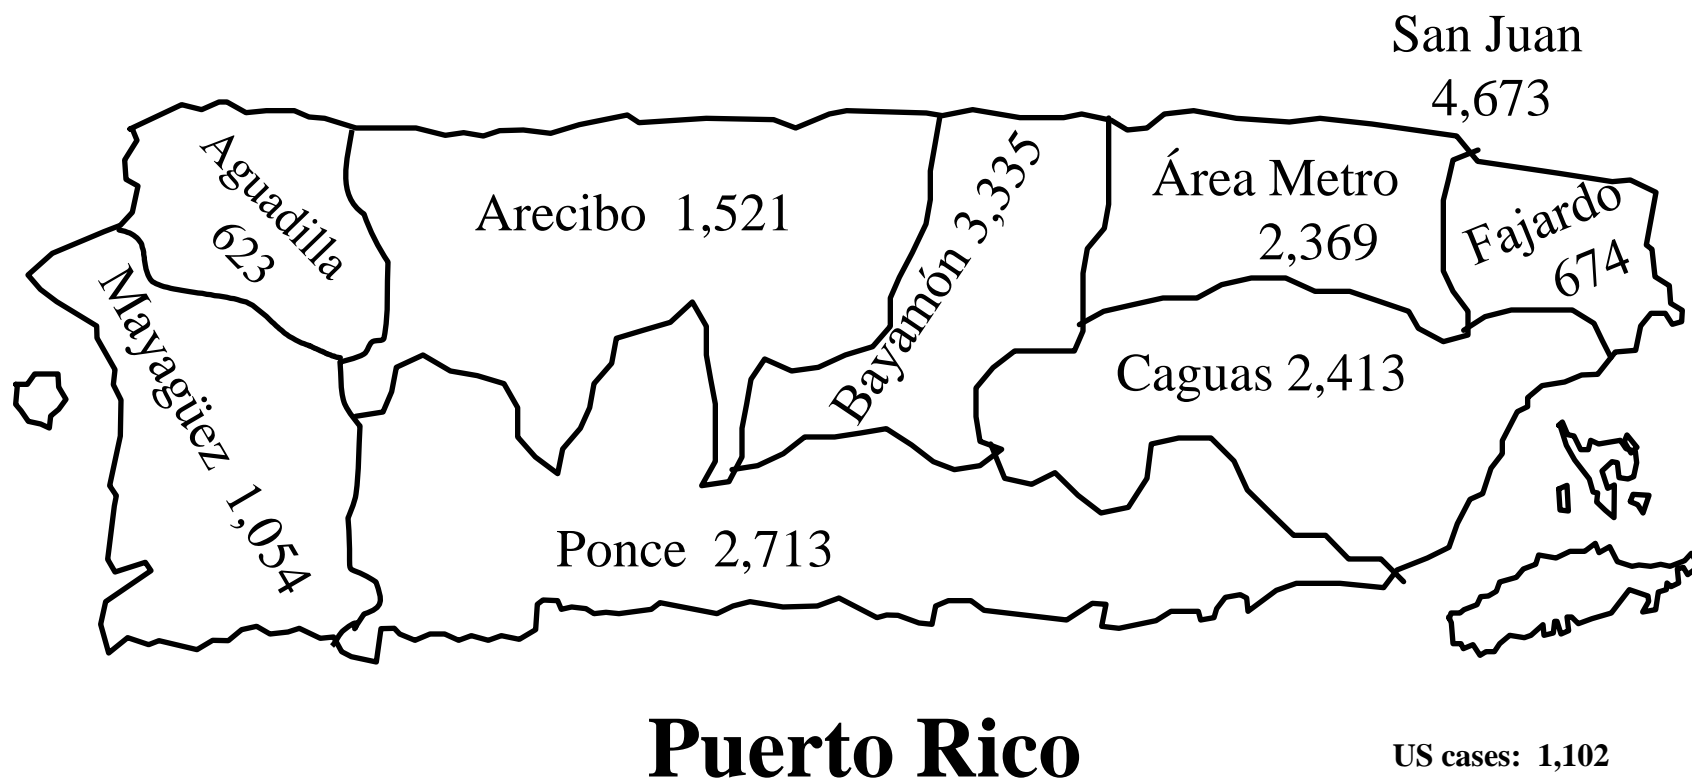 San Juan
4,673
Aguadilla
623
Arecibo 1,521
Bayamón 3,335
Área Metro
2,369
Fajardo
674
Mayagüez 1,054
Caguas 2,413
Ponce 2,713
Puerto Rico
US cases: 1,102